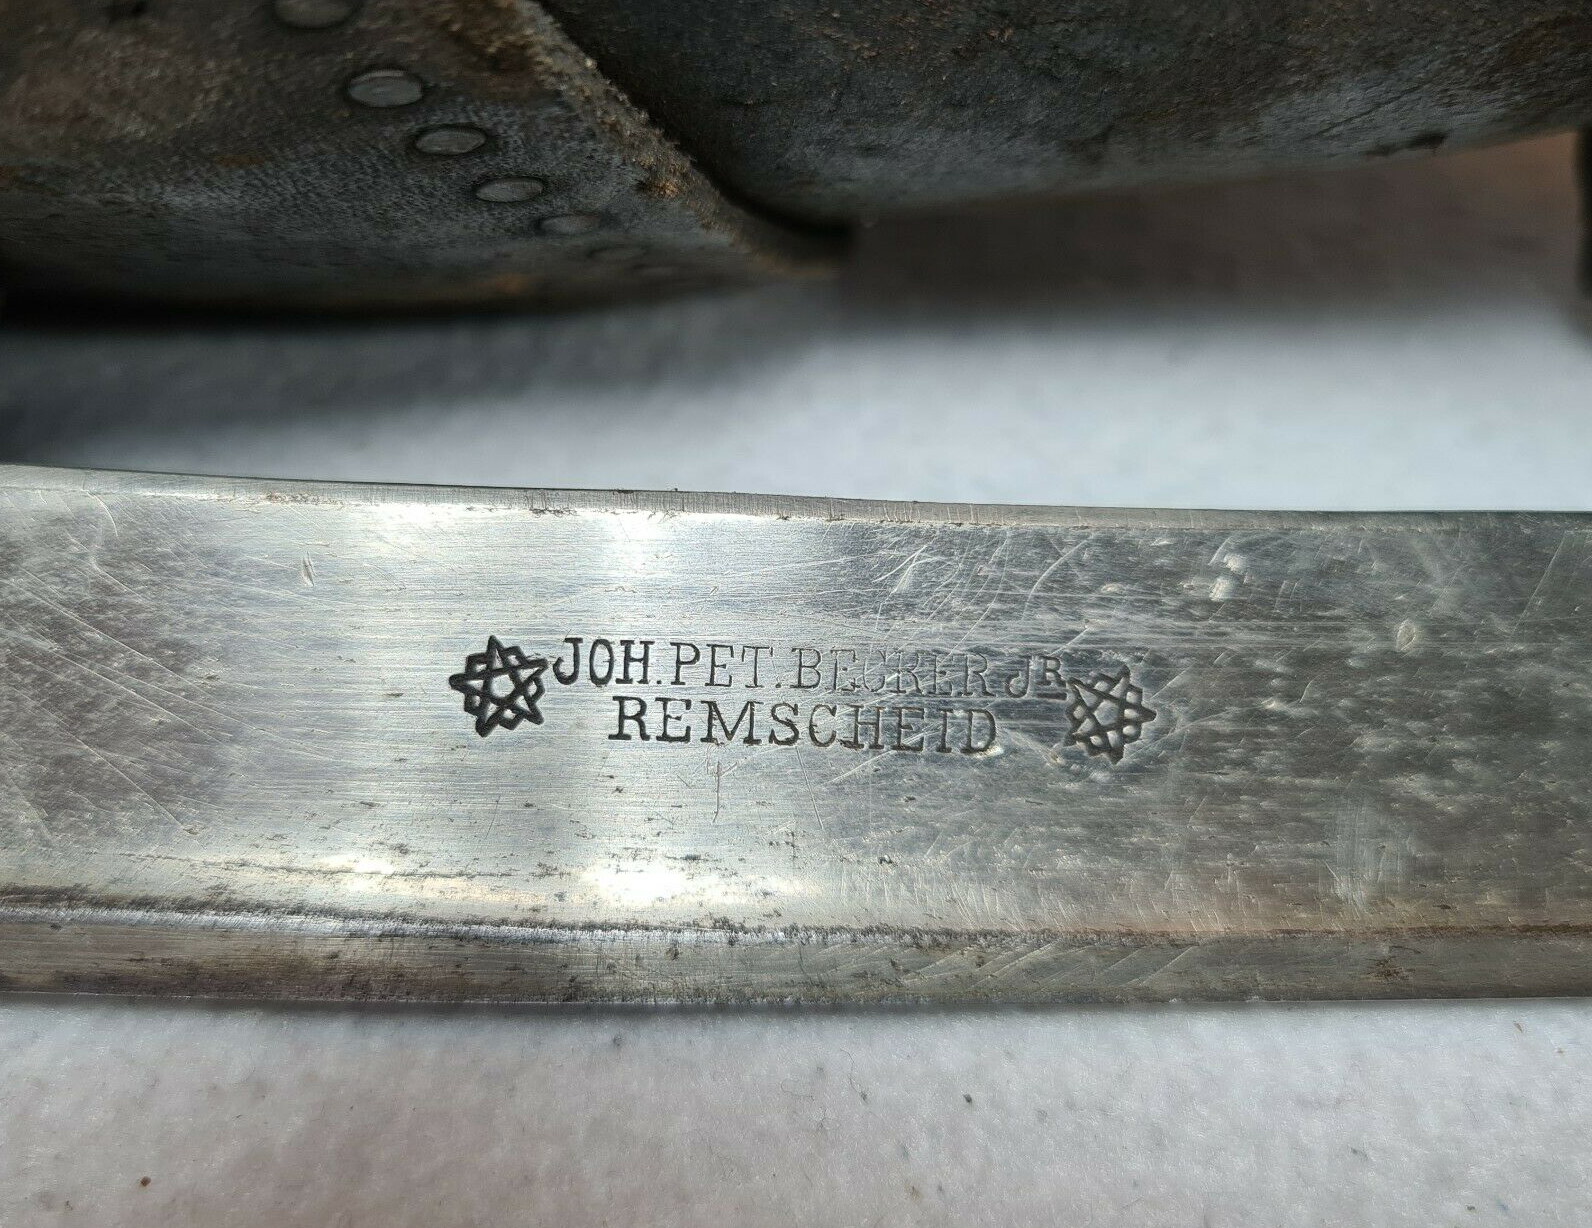 JOH. PET. BECKER JR
REMSCHEID